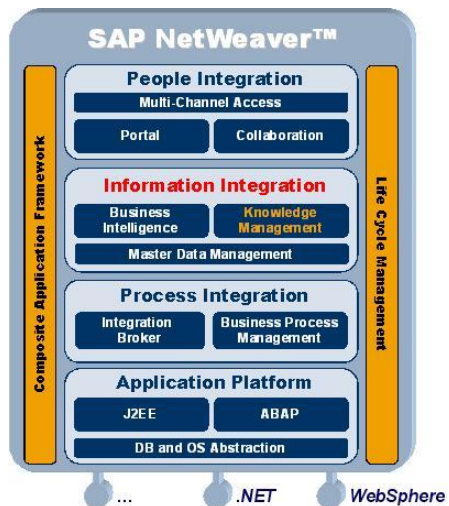 SAP NetWeaver™
Composite Application Framework
People Integration
Multi-Channel Access
Portal
Collaboration
Information Integration
Business
Intelligence
Knowledge
Management
Master Data Management
Process Integration
Integration
Broker
Business Process
Management
Application Platform
J2EE
ABAP
DB and OS Abstraction
Life Cycle Management
...
.NET
WebSphere